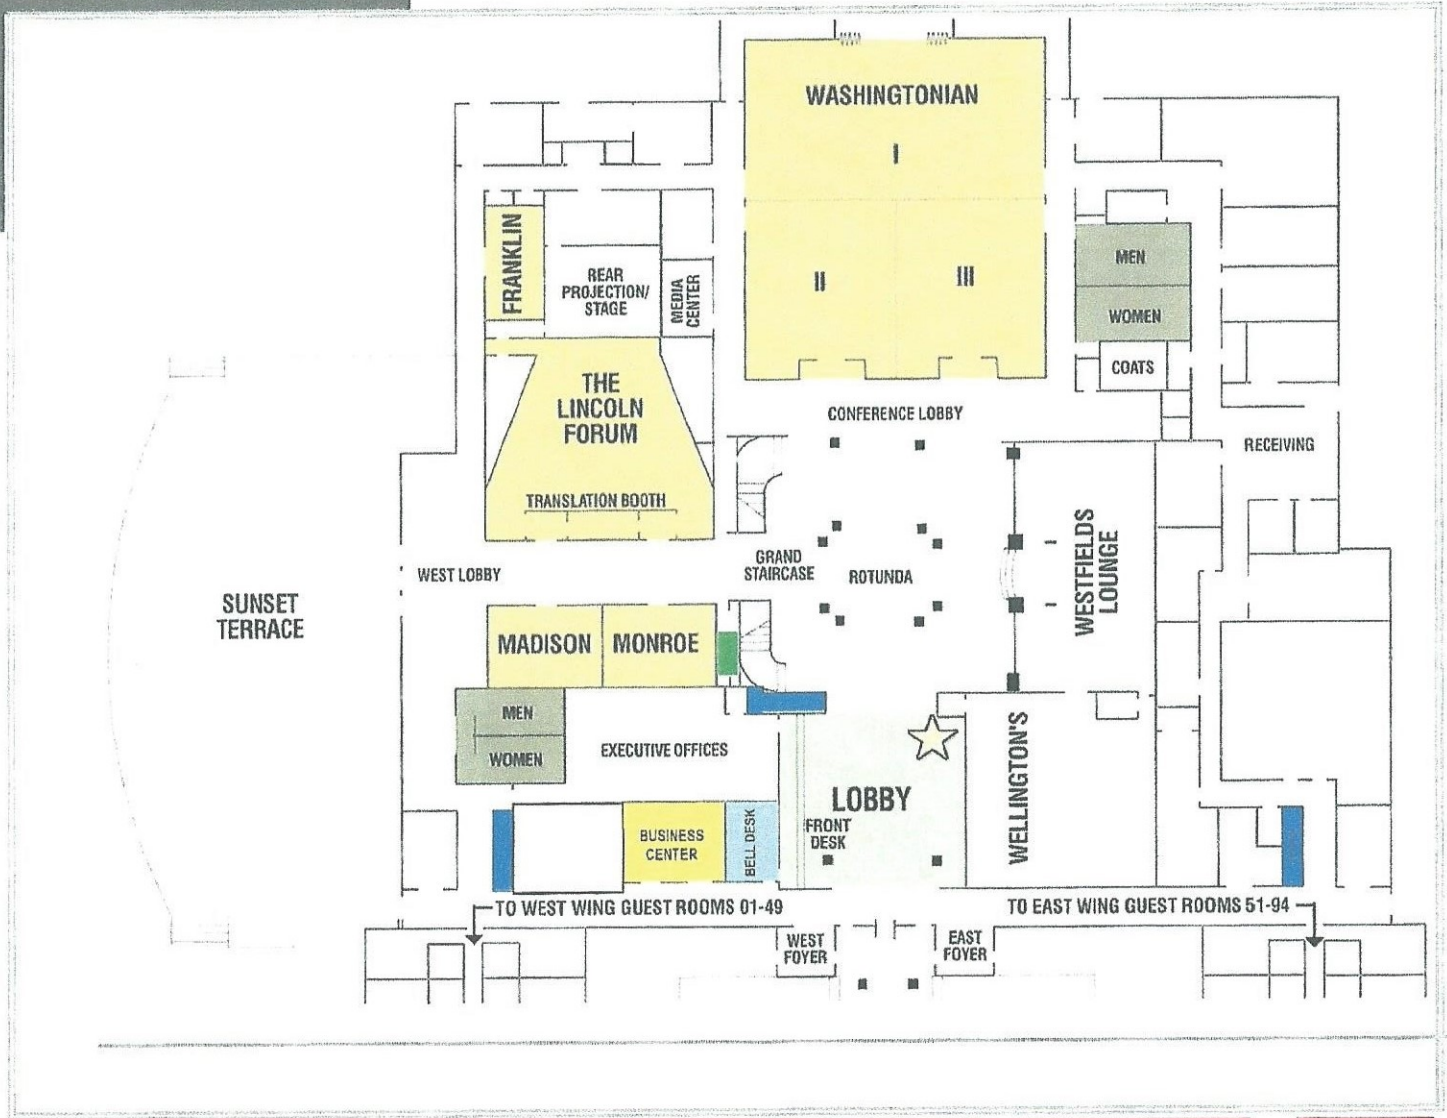 WASHINGTONIAN
I
II
III
FRANKLIN
REAR
PROJECTION/
STAGE
MEDIA
CENTER
MEN
WOMEN
COATS
THE
LINCOLN
FORUM
TRANSLATION BOOTH
CONFERENCE LOBBY
RECEIVING
WEST LOBBY
GRAND
STAIRCASE
ROTUNDA
WESTFIELDS
LOUNGE
SUNSET
TERRACE
MADISON
MONROE
MEN
WOMEN
EXECUTIVE OFFICES
BUSINESS
CENTER
BELL DESK
LOBBY
FRONT
DESK
WELLINGTON'S
TO WEST WING GUEST ROOMS 01-49
TO EAST WING GUEST ROOMS 51-94
WEST
FOYER
EAST
FOYER